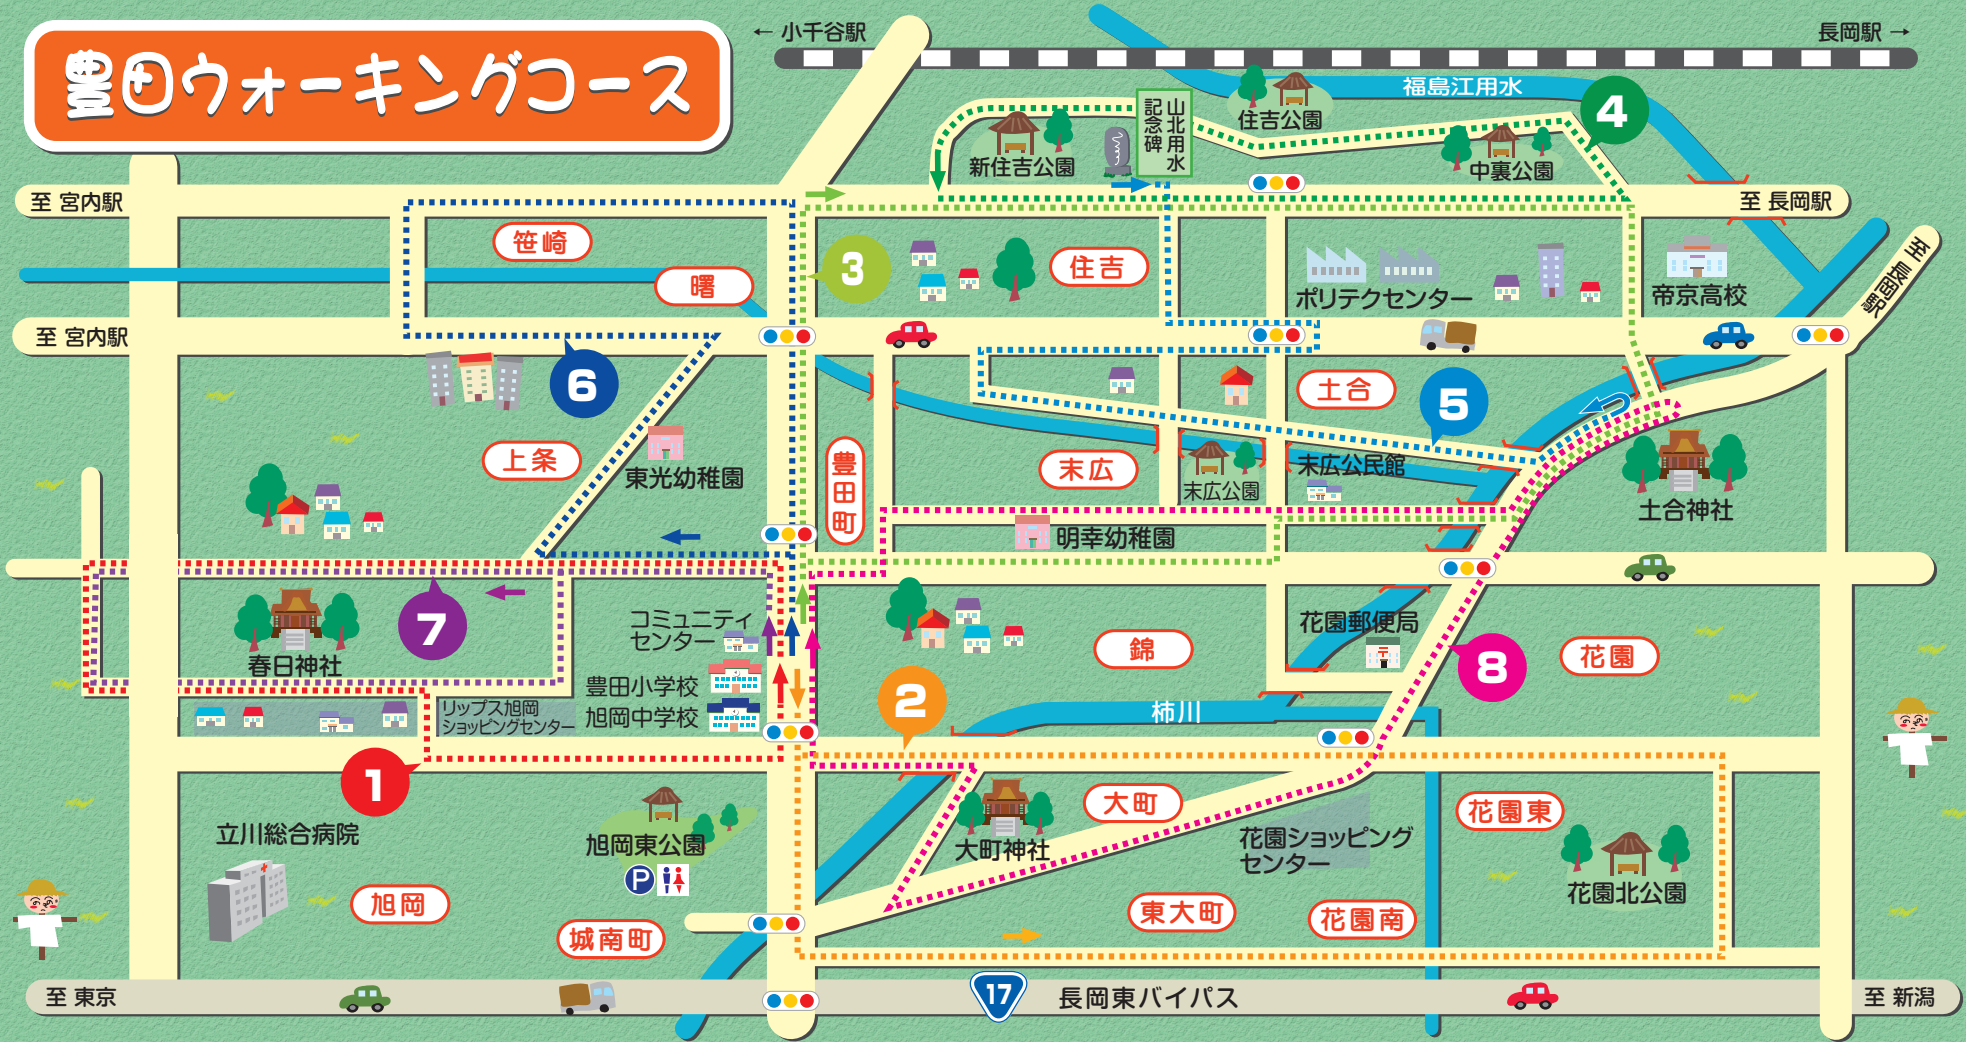 豊田ウォーキングコース
← 小千谷駅
長岡駅 →
福島江用水
4
住吉公園
山北用水
記念碑
新住吉公園
中裏公園
至 宮内駅
至 長岡駅
笹崎
曙
3
住吉
ポリテクセンター
帝京高校
至 長岡駅
至 宮内駅
6
土合
5
上条
東光幼稚園
豊田町
末広
末広公園
末広公民館
土合神社
明幸幼稚園
7
春日神社
コミュニティ
センター
豊田小学校
旭岡中学校
リップス旭岡
ショッピングセンター
錦
花園郵便局
8
花園
2
柿川
1
立川総合病院
旭岡東公園
P
大町神社
大町
花園ショッピング
センター
花園東
花園北公園
旭岡
城南町
東大町
花園南
至 東京
17
長岡東バイパス
至 新潟